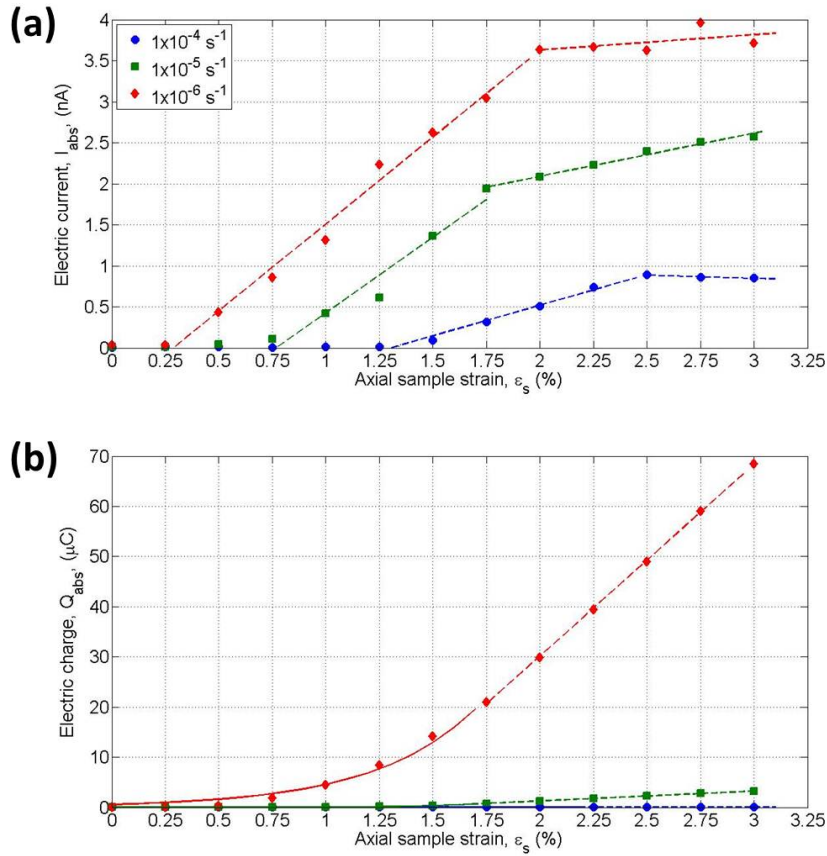 (a)
1x10⁻⁴ s⁻¹
1x10⁻⁵ s⁻¹
1x10⁻⁶ s⁻¹
Electric current, I_abs, (nA)
4
3.5
3
2.5
2
1.5
1
0.5
0
0 0.25 0.5 0.75 1 1.25 1.5 1.75 2 2.25 2.5 2.75 3 3.25
Axial sample strain, ε_s (%)
(b)
Electric charge, Q_abs, (μC)
70
60
50
40
30
20
10
0
0 0.25 0.5 0.75 1 1.25 1.5 1.75 2 2.25 2.5 2.75 3 3.25
Axial sample strain, ε_s (%)